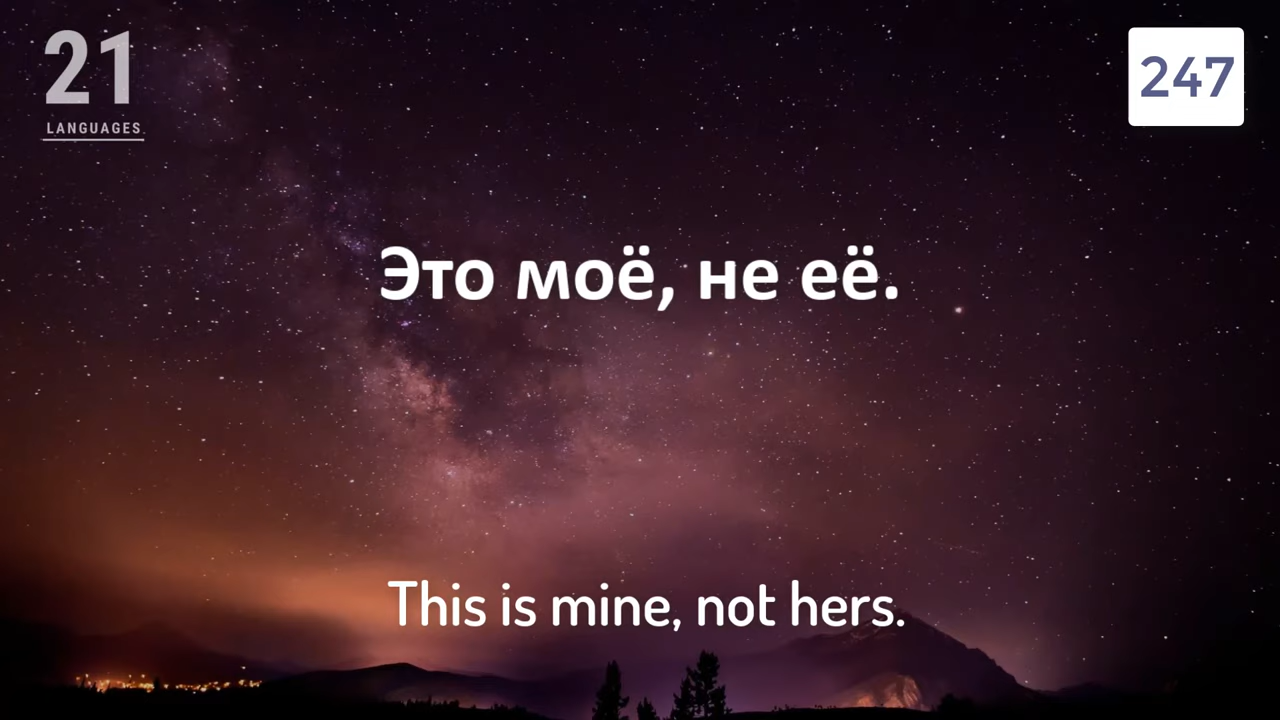 21
LANGUAGES
247
Это моё, не её.
This is mine, not hers.